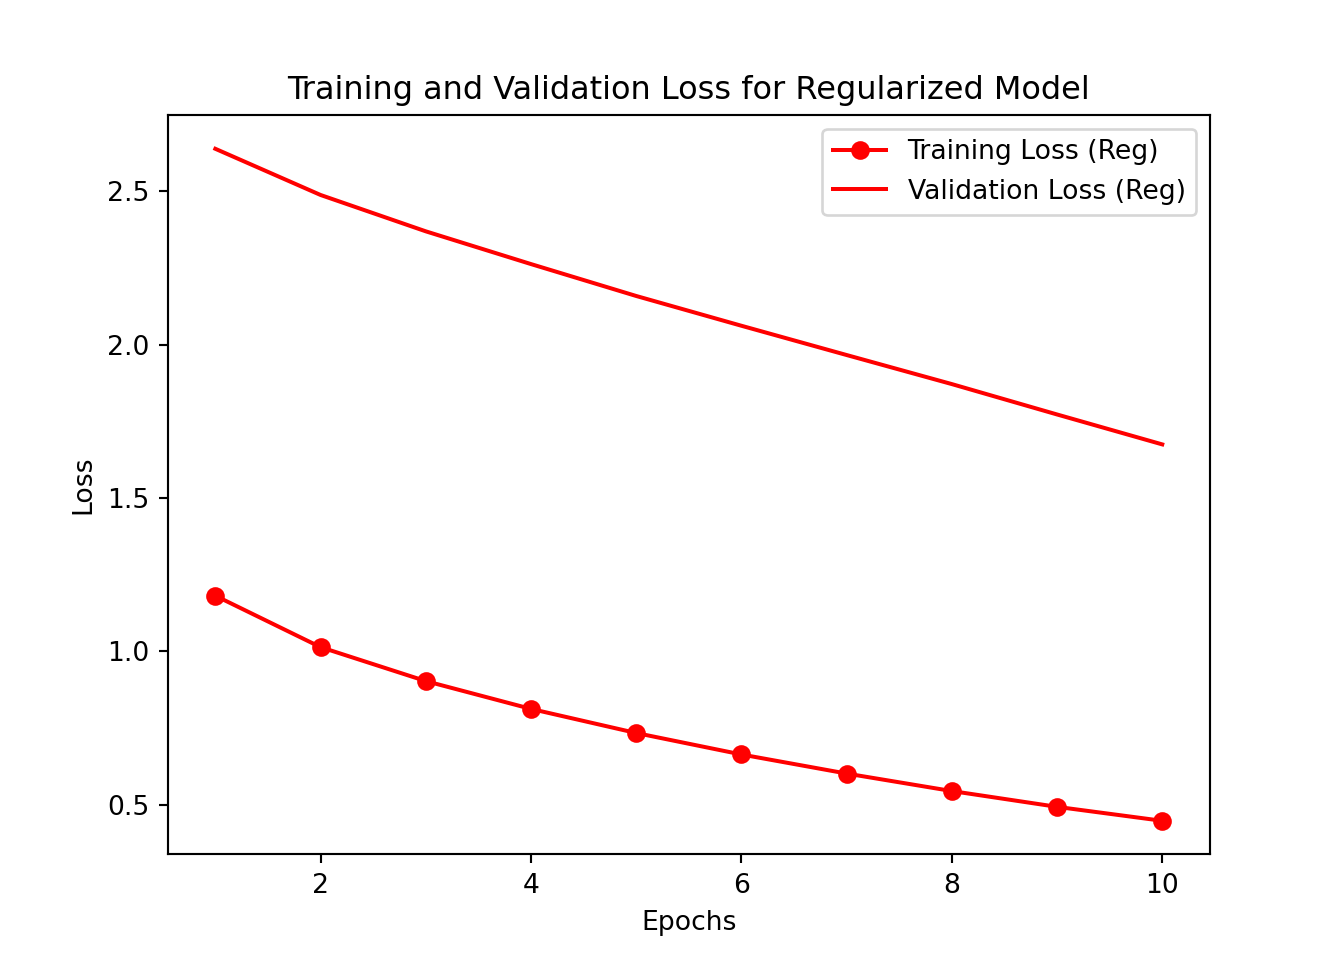 Training and Validation Loss for Regularized Model
Training Loss (Reg)
Validation Loss (Reg)
Loss
2.5
2.0
1.5
1.0
0.5
2 4 6 8 10
Epochs